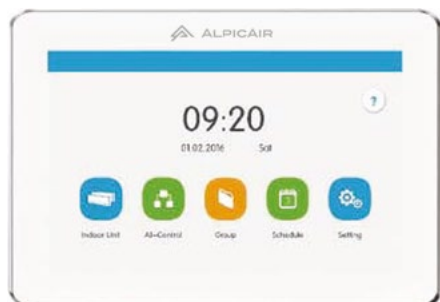 ALPICAIR
?
09:20
01.02.2016 Sat
Indoor Unit All-Control Group Schedule Setting